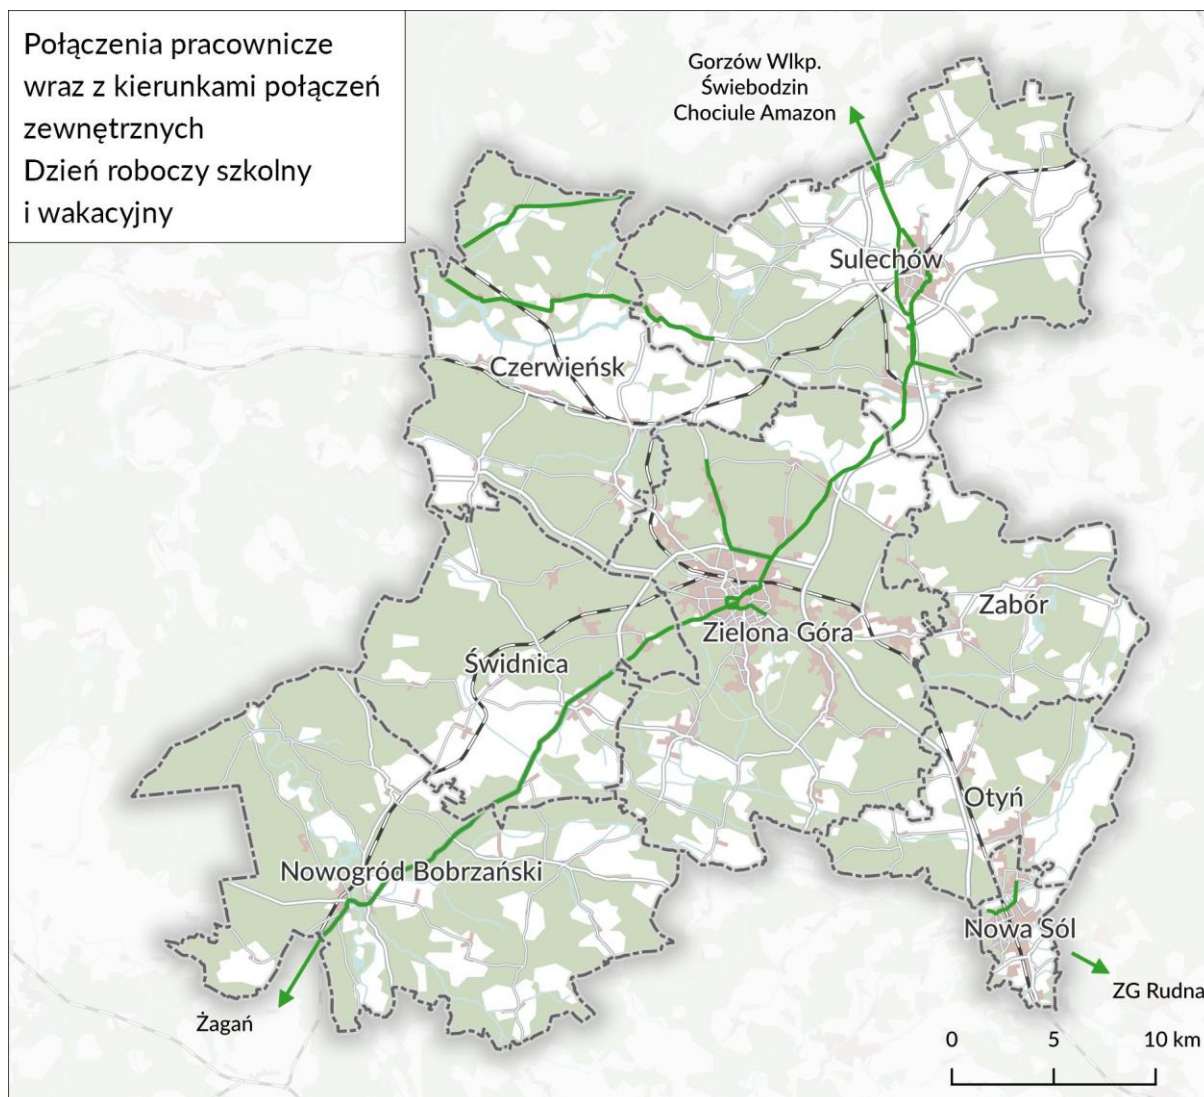 Połączenia pracownicze
wraz z kierunkami połączeń
zewnętrznych
Dzień roboczy szkolny
i wakacyjny
Gorzów Wlkp.
Świebodzin
Chociule Amazon
Sulechów
Czerwieńsk
Zabór
Zielona Góra
Świdnica
Otyń
Nowogród Bobrzański
Nowa Sól
ZG Rudna
Żagań
0 5 10 km